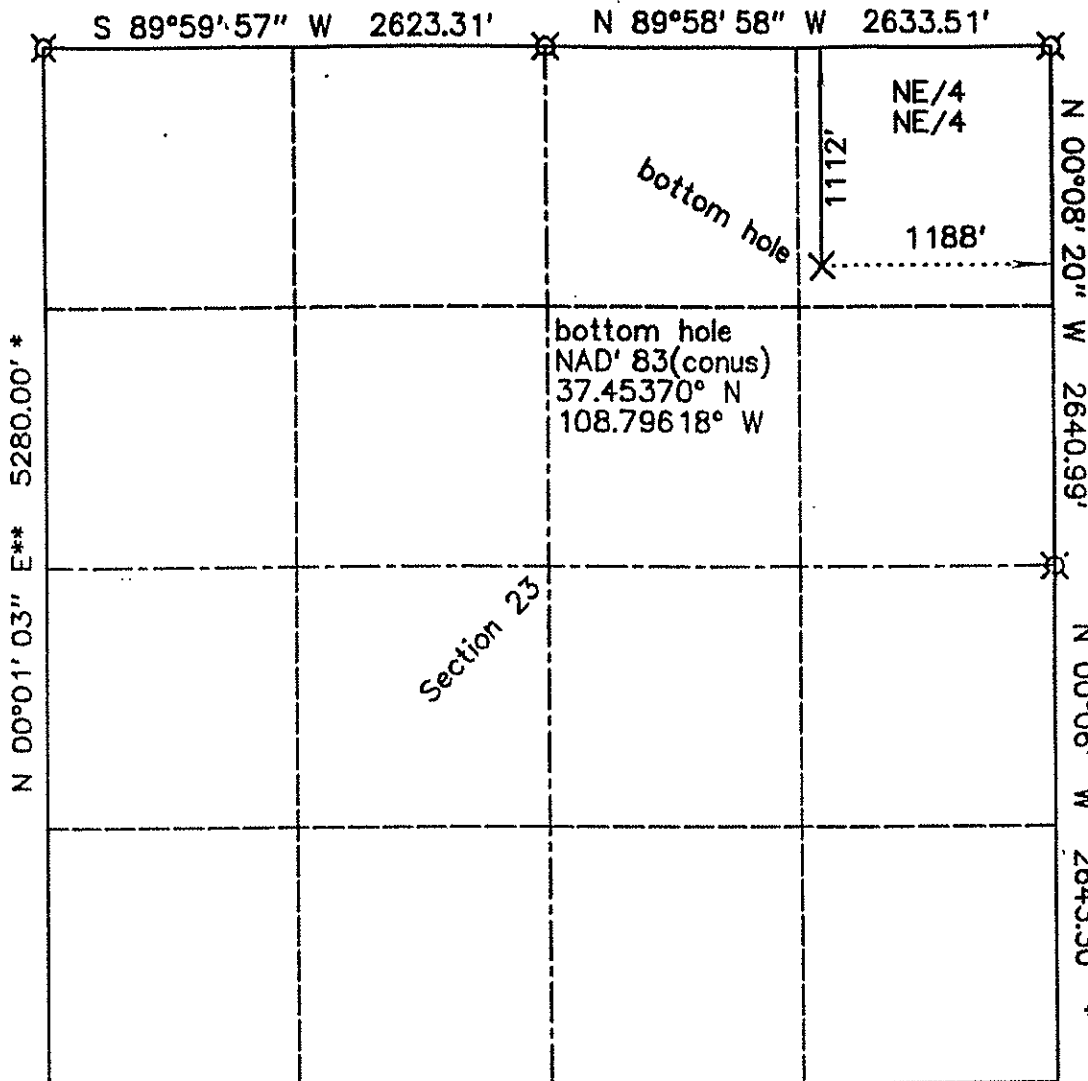 S 89°59'57" W 2623.31' N 89°58'58" W 2633.51'
NE/4
NE/4
1112'
bottom hole
1188'
N 00°08'20" W 2640.99'
bottom hole
NAD' 83(conus)
37.45370° N
108.79618° W
N 00°01'03" E** 5280.00'*
Section 23
N 00°06' W